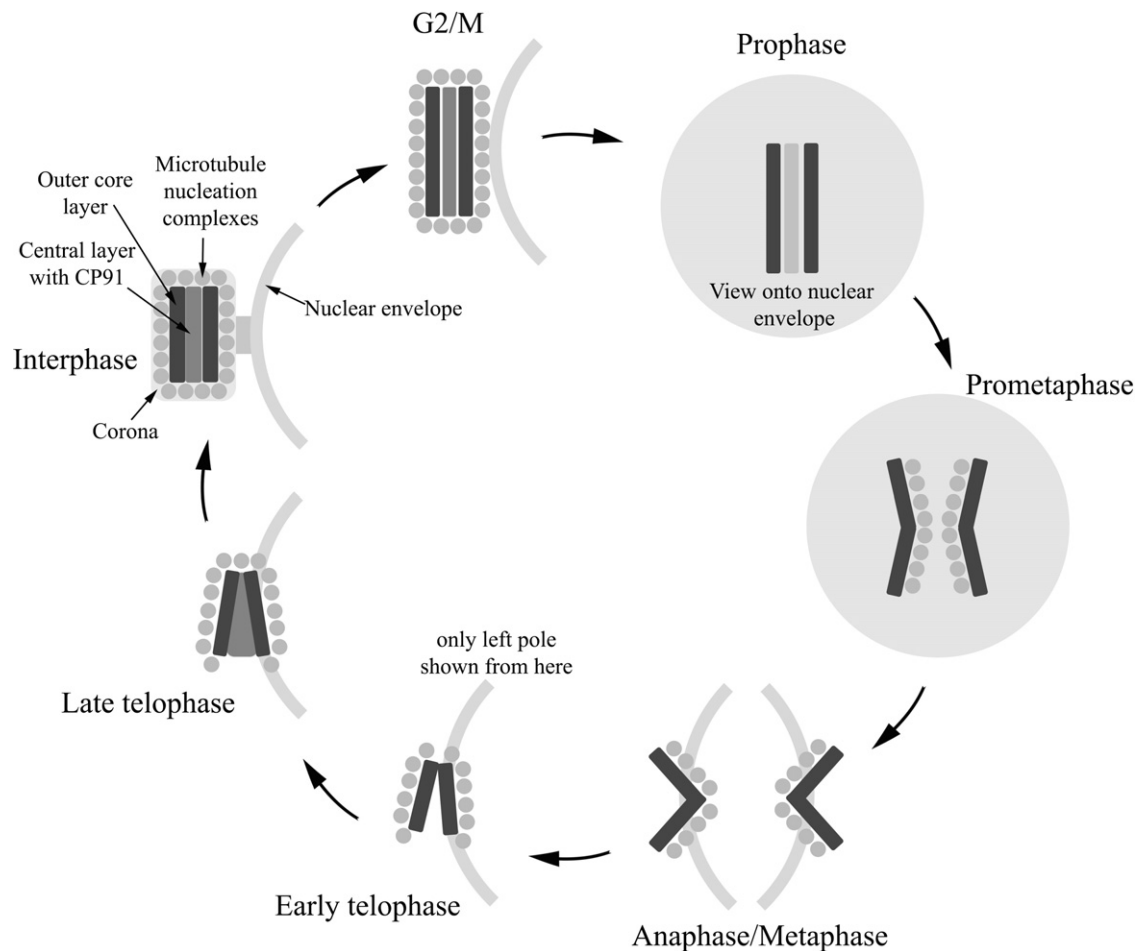 G2/M
Prophase
Microtubule
nucleation
complexes
Outer core
layer
Central layer
with CP91
Nuclear envelope
View onto nuclear
envelope
Interphase
Prometaphase
Corona
only left pole
shown from here
Late telophase
Early telophase
Anaphase/Metaphase